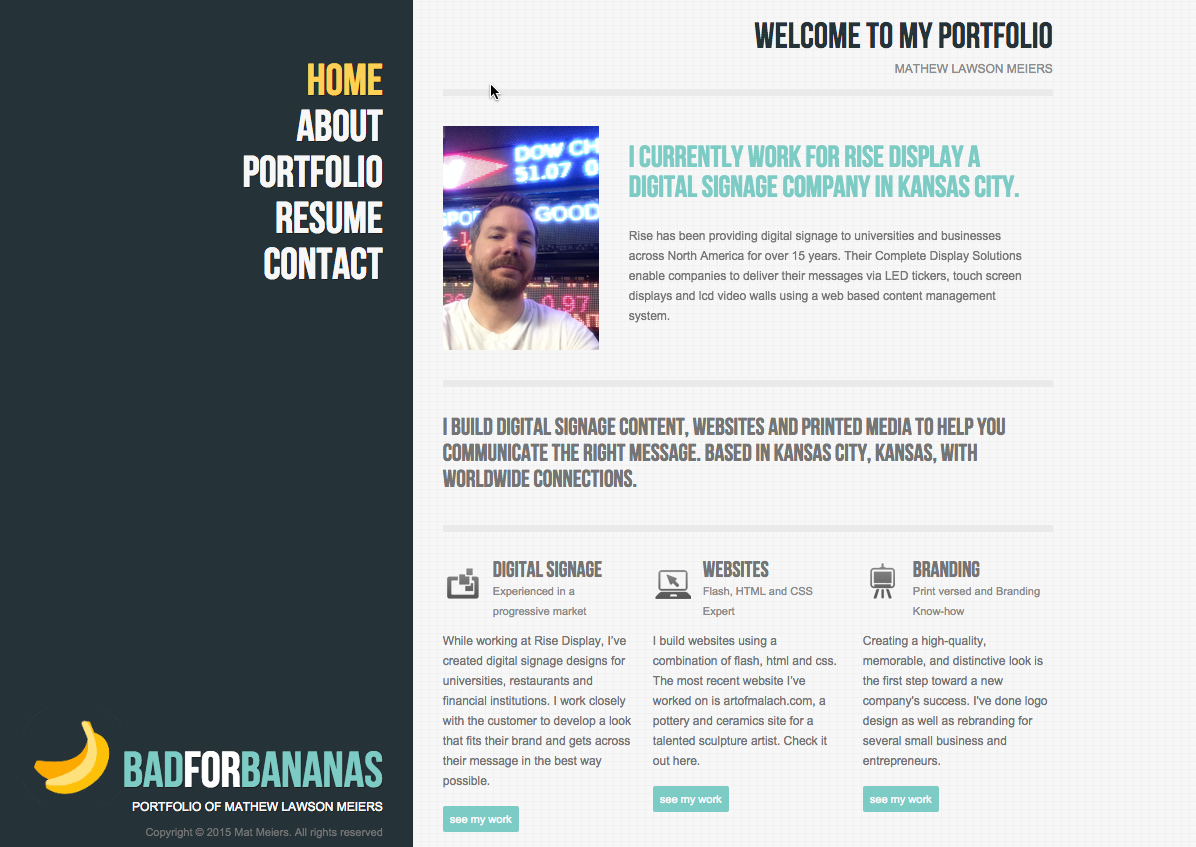 HOME
ABOUT
PORTFOLIO
RESUME
CONTACT
BADFORBANANAS
PORTFOLIO OF MATHEW LAWSON MEIERS
Copyright © 2015 Mat Meiers. All rights reserved
WELCOME TO MY PORTFOLIO
MATHEW LAWSON MEIERS
DOW CH
51.07 0
SPO
GOOD
0.97
I CURRENTLY WORK FOR RISE DISPLAY A
DIGITAL SIGNAGE COMPANY IN KANSAS CITY.
Rise has been providing digital signage to universities and businesses
across North America for over 15 years. Their Complete Display Solutions
enable companies to deliver their messages via LED tickers, touch screen
displays and lcd video walls using a web based content management
system.
I BUILD DIGITAL SIGNAGE CONTENT, WEBSITES AND PRINTED MEDIA TO HELP YOU
COMMUNICATE THE RIGHT MESSAGE. BASED IN KANSAS CITY, KANSAS, WITH
WORLDWIDE CONNECTIONS.
DIGITAL SIGNAGE
Experienced in a
progressive market
While working at Rise Display, I've
created digital signage designs for
universities, restaurants and
financial institutions. I work closely
with the customer to develop a look
that fits their brand and gets across
their message in the best way
possible.
see my work
WEBSITES
Flash, HTML and CSS
Expert
I build websites using a
combination of flash, html and css.
The most recent website I've
worked on is artofmalach.com, a
pottery and ceramics site for a
talented sculpture artist. Check it
out here.
see my work
BRANDING
Print versed and Branding
Know-how
Creating a high-quality,
memorable, and distinctive look is
the first step toward a new
company's success. I've done logo
design as well as rebranding for
several small business and
entrepreneurs.
see my work